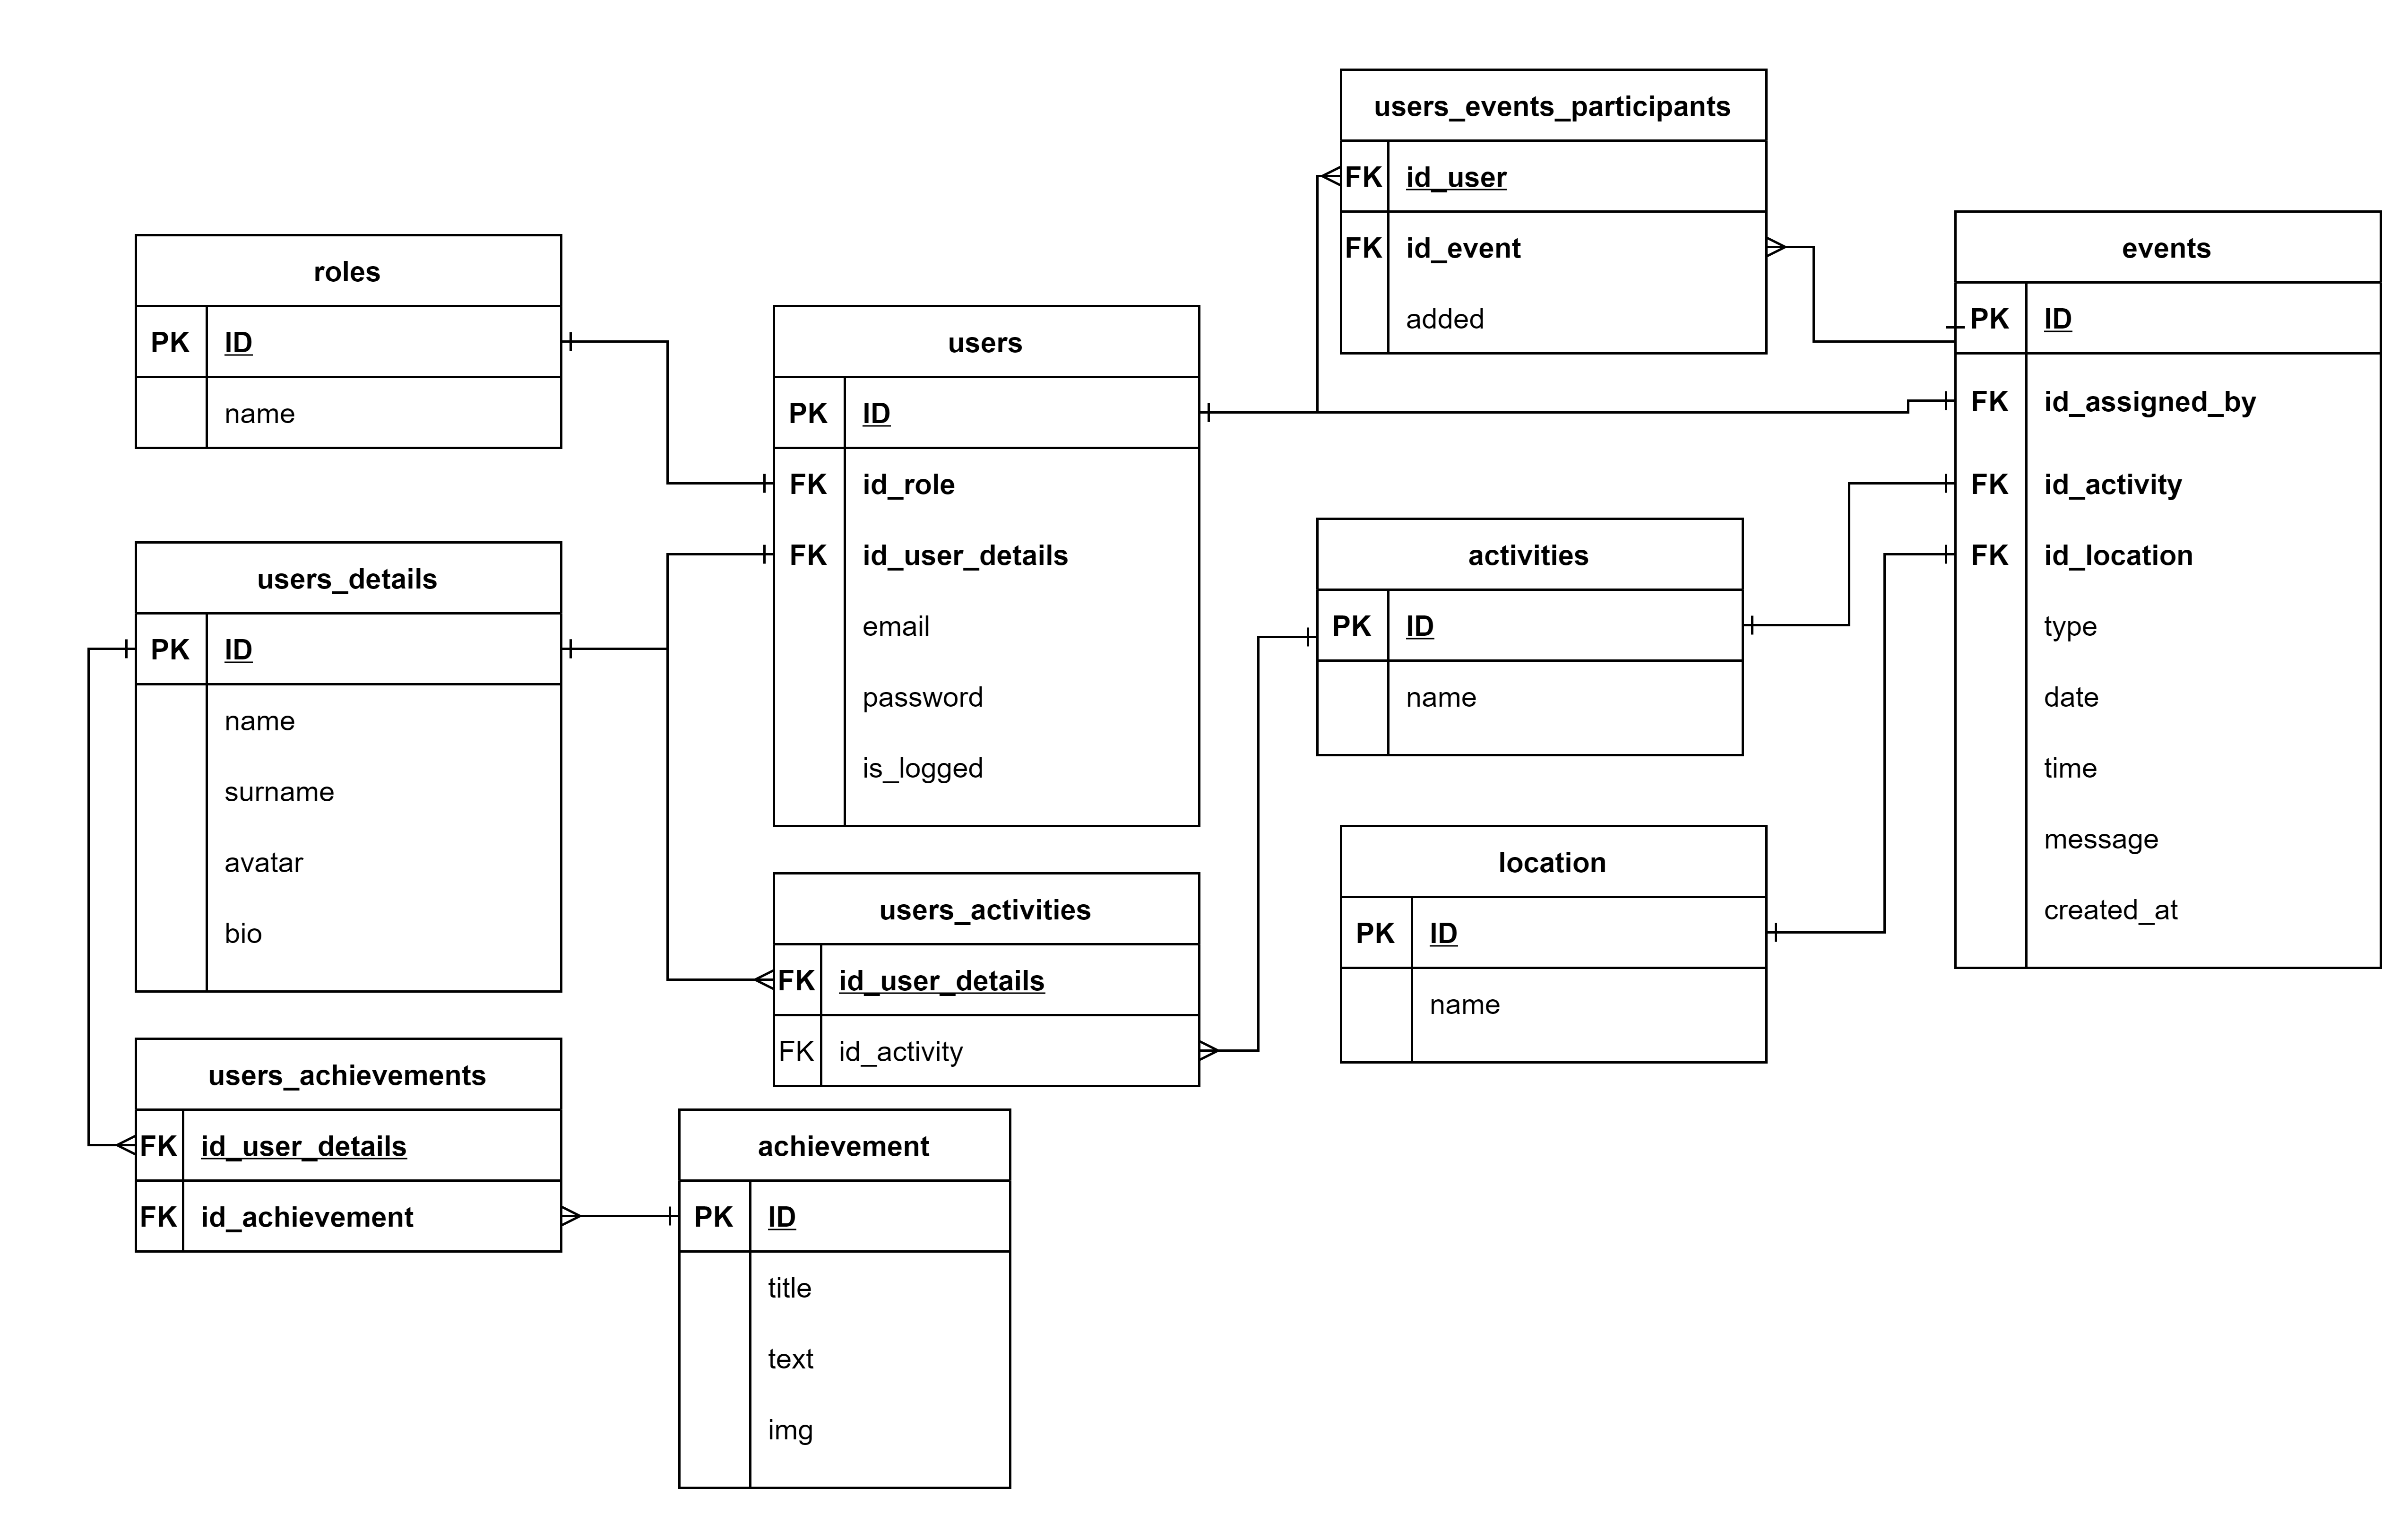 users_events_participants
FK id_user
FK id_event
added
events
PK ID
FK id_assigned_by
FK id_activity
FK id_location
type
date
time
message
created_at
roles
PK ID
name
users
PK ID
FK id_role
FK id_user_details
email
password
is_logged
users_details
PK ID
name
surname
avatar
bio
activities
PK ID
name
location
PK ID
name
users_activities
FK id_user_details
FK id_activity
users_achievements
FK id_user_details
FK id_achievement
achievement
PK ID
title
text
img